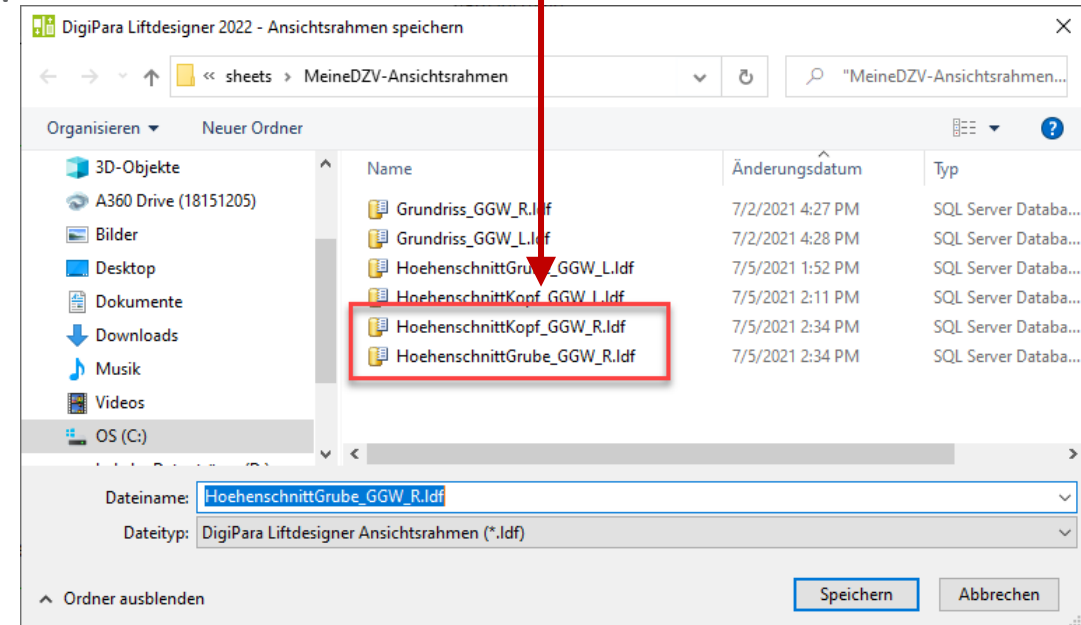 DigiPara Liftdesigner 2022 - Ansichtsrahmen speichern
« sheets › MeineDZV-Ansichtsrahmen "MeineDZV-Ansichtsrahmen...
Organisieren Neuer Ordner
3D-Objekte Name Änderungsdatum Typ
A360 Drive (18151205) Grundriss_GGW_R.ldf 7/2/2021 4:27 PM SQL Server Databa...
Bilder Grundriss_GGW_L.ldf 7/2/2021 4:28 PM SQL Server Databa...
Desktop HoehenschnittGrube_GGW_L.ldf 7/5/2021 1:52 PM SQL Server Databa...
Dokumente HoehenschnittKopf_GGW_L.ldf 7/5/2021 2:11 PM SQL Server Databa...
Downloads HoehenschnittKopf_GGW_R.ldf 7/5/2021 2:34 PM SQL Server Databa...
Musik HoehenschnittGrube_GGW_R.ldf 7/5/2021 2:34 PM SQL Server Databa...
Videos
OS (C:)
Dateiname: HoehenschnittGrube_GGW_R.ldf
Dateityp: DigiPara Liftdesigner Ansichtsrahmen (*.ldf)
Ordner ausblenden Speichern Abbrechen